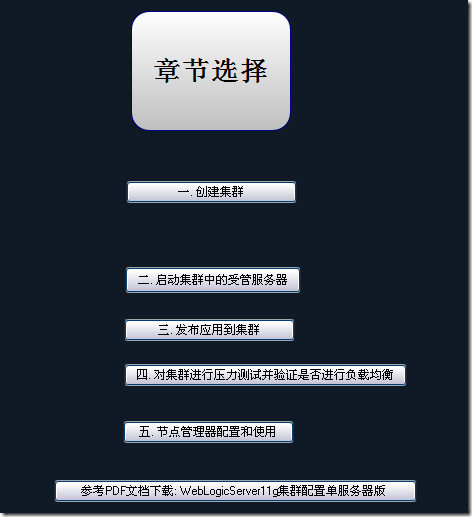 章节选择
一. 创建集群
二. 启动集群中的受管服务器
三. 发布应用到集群
四. 对集群进行压力测试并验证是否进行负载均衡
五. 节点管理器配置和使用
参考PDF文档下载: WebLogicServer11g集群配置单服务器版